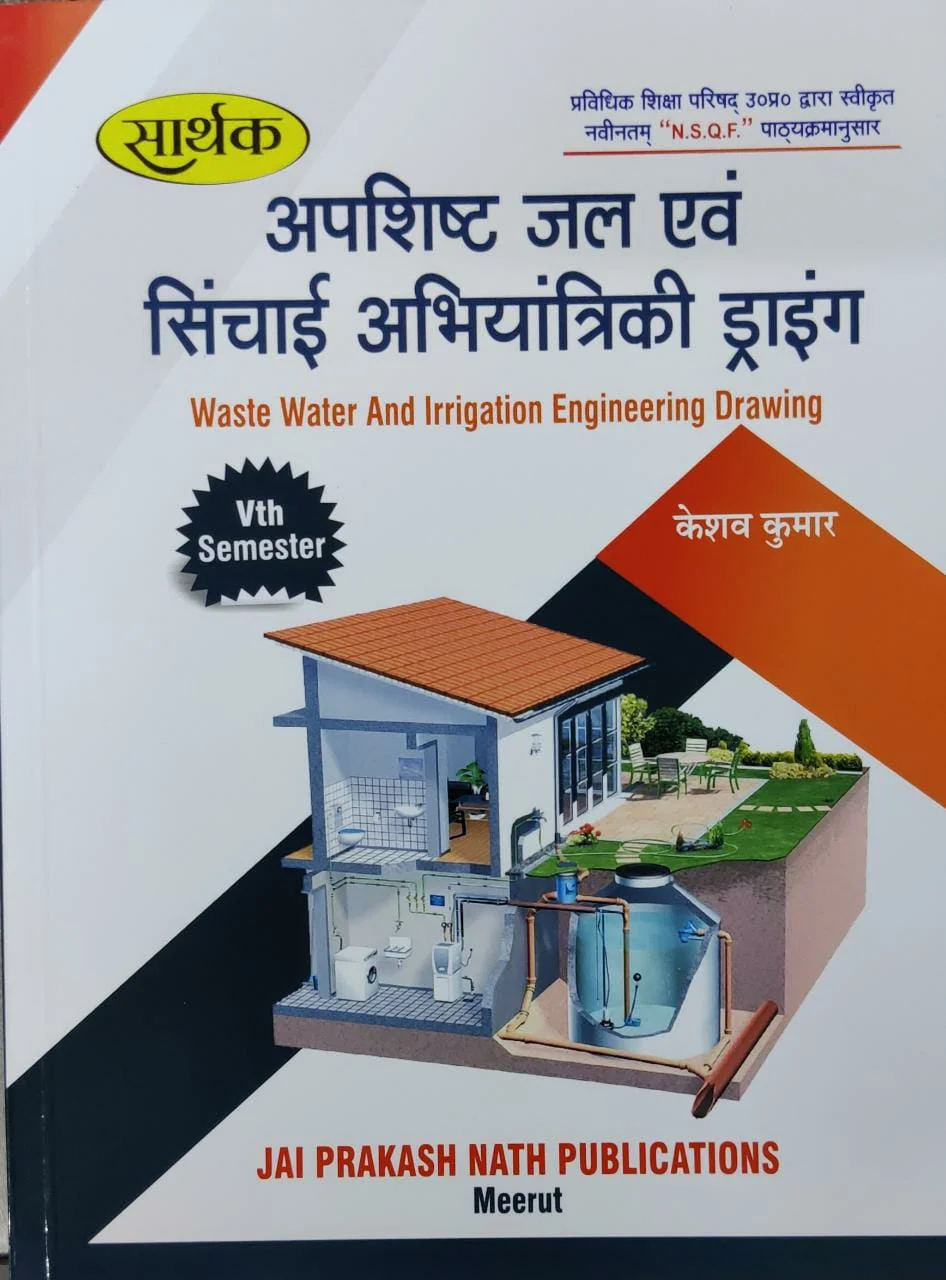 सार्थक
प्रविधिक शिक्षा परिषद् उ०प्र० द्वारा स्वीकृत
नवीनतम् “N.S.Q.F.” पाठ्यक्रमानुसार
अपशिष्ट जल एवं
सिंचाई अभियांत्रिकी ड्राइंग
Waste Water And Irrigation Engineering Drawing
Vth
Semester
केशव कुमार
JAI PRAKASH NATH PUBLICATIONS
Meerut